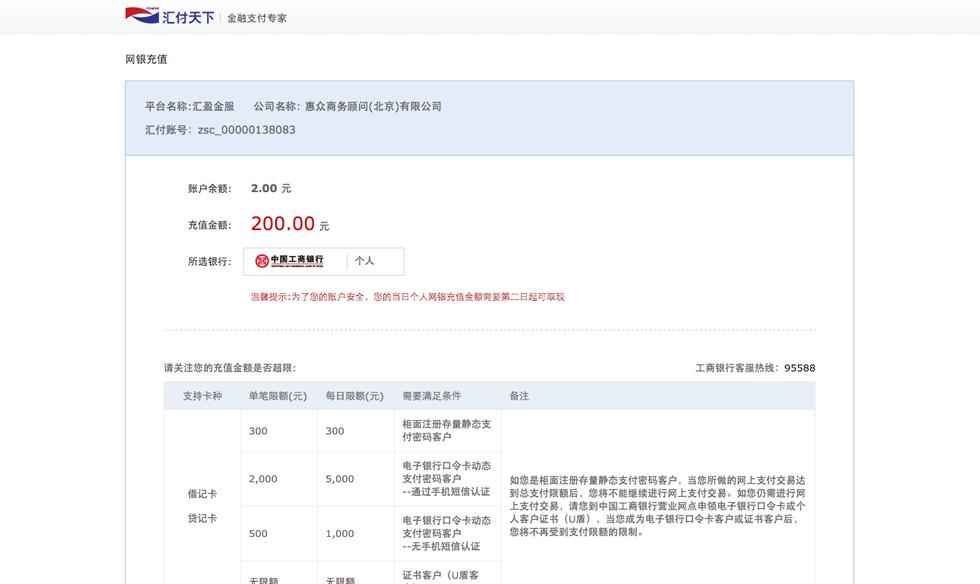 汇付天下 金融支付专家
网银充值
平台名称:汇盈金服 公司名称: 惠众商务顾问(北京)有限公司
汇付账号: zsc_00000138083
账户余额: 2.00 元
充值金额: 200.00 元
所选银行: 中国工商银行 个人
温馨提示:为了您的账户安全，您的当日个人网银充值金额需要第二日起可取现
请关注您的充值金额是否超限: 工商银行客服热线: 95588
支持卡种 单笔限额(元) 每日限额(元) 需要满足条件 备注
借记卡
贷记卡
300 300 柜面注册存量静态支
付密码客户
2,000 5,000 电子银行口令卡动态
支付密码客户
--通过手机短信认证
500 1,000 电子银行口令卡动态
支付密码客户
--无手机短信认证
无限额 无限额 证书客户（U盾客
如您是柜面注册存量静态支付密码客户，当您所做的网上支付交易达
到总支付限额后，您将不能继续进行网上支付交易。如您仍需进行网
上支付交易，请您到中国工商银行营业网点申领电子银行口令卡或个
人客户证书（U盾），当您成为电子银行口令卡客户或证书客户后，
您将不再受到支付限额的限制。